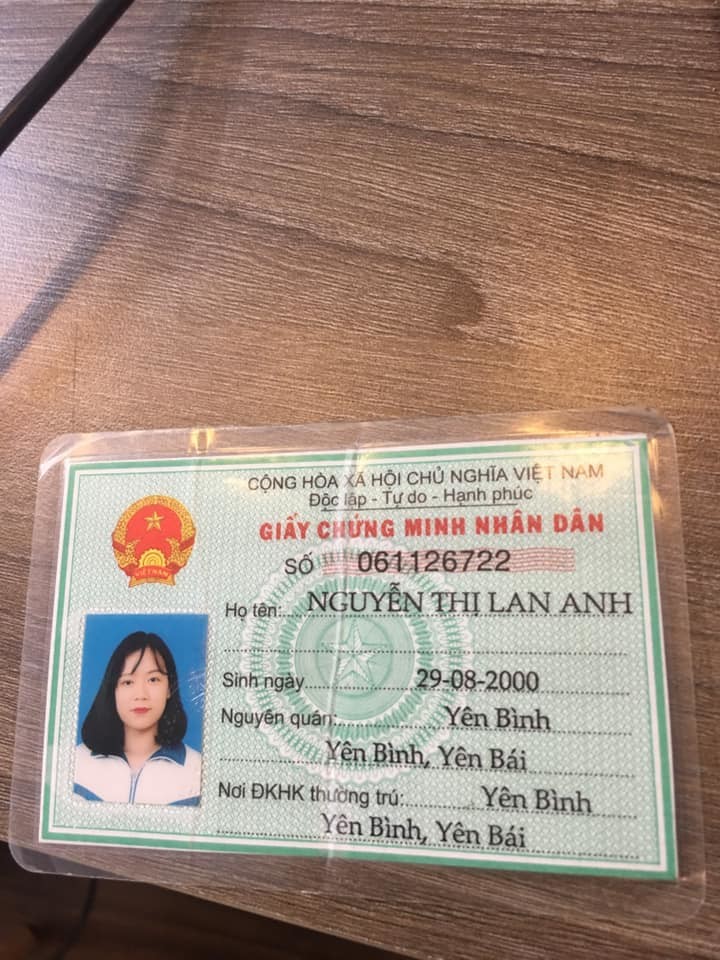 CỘNG HÒA XÃ HỘI CHỦ NGHĨA VIỆT NAM
Độc lập - Tự do - Hạnh phúc
GIẤY CHỨNG MINH NHÂN DÂN
SỐ 061126722
Họ tên: NGUYỄN THỊ LAN ANH
Sinh ngày 29-08-2000
Nguyên quán: Yên Bình
Yên Bình, Yên Bái
Nơi ĐKHK thường trú: Yên Bình
Yên Bình, Yên Bái
VIỆT NAM